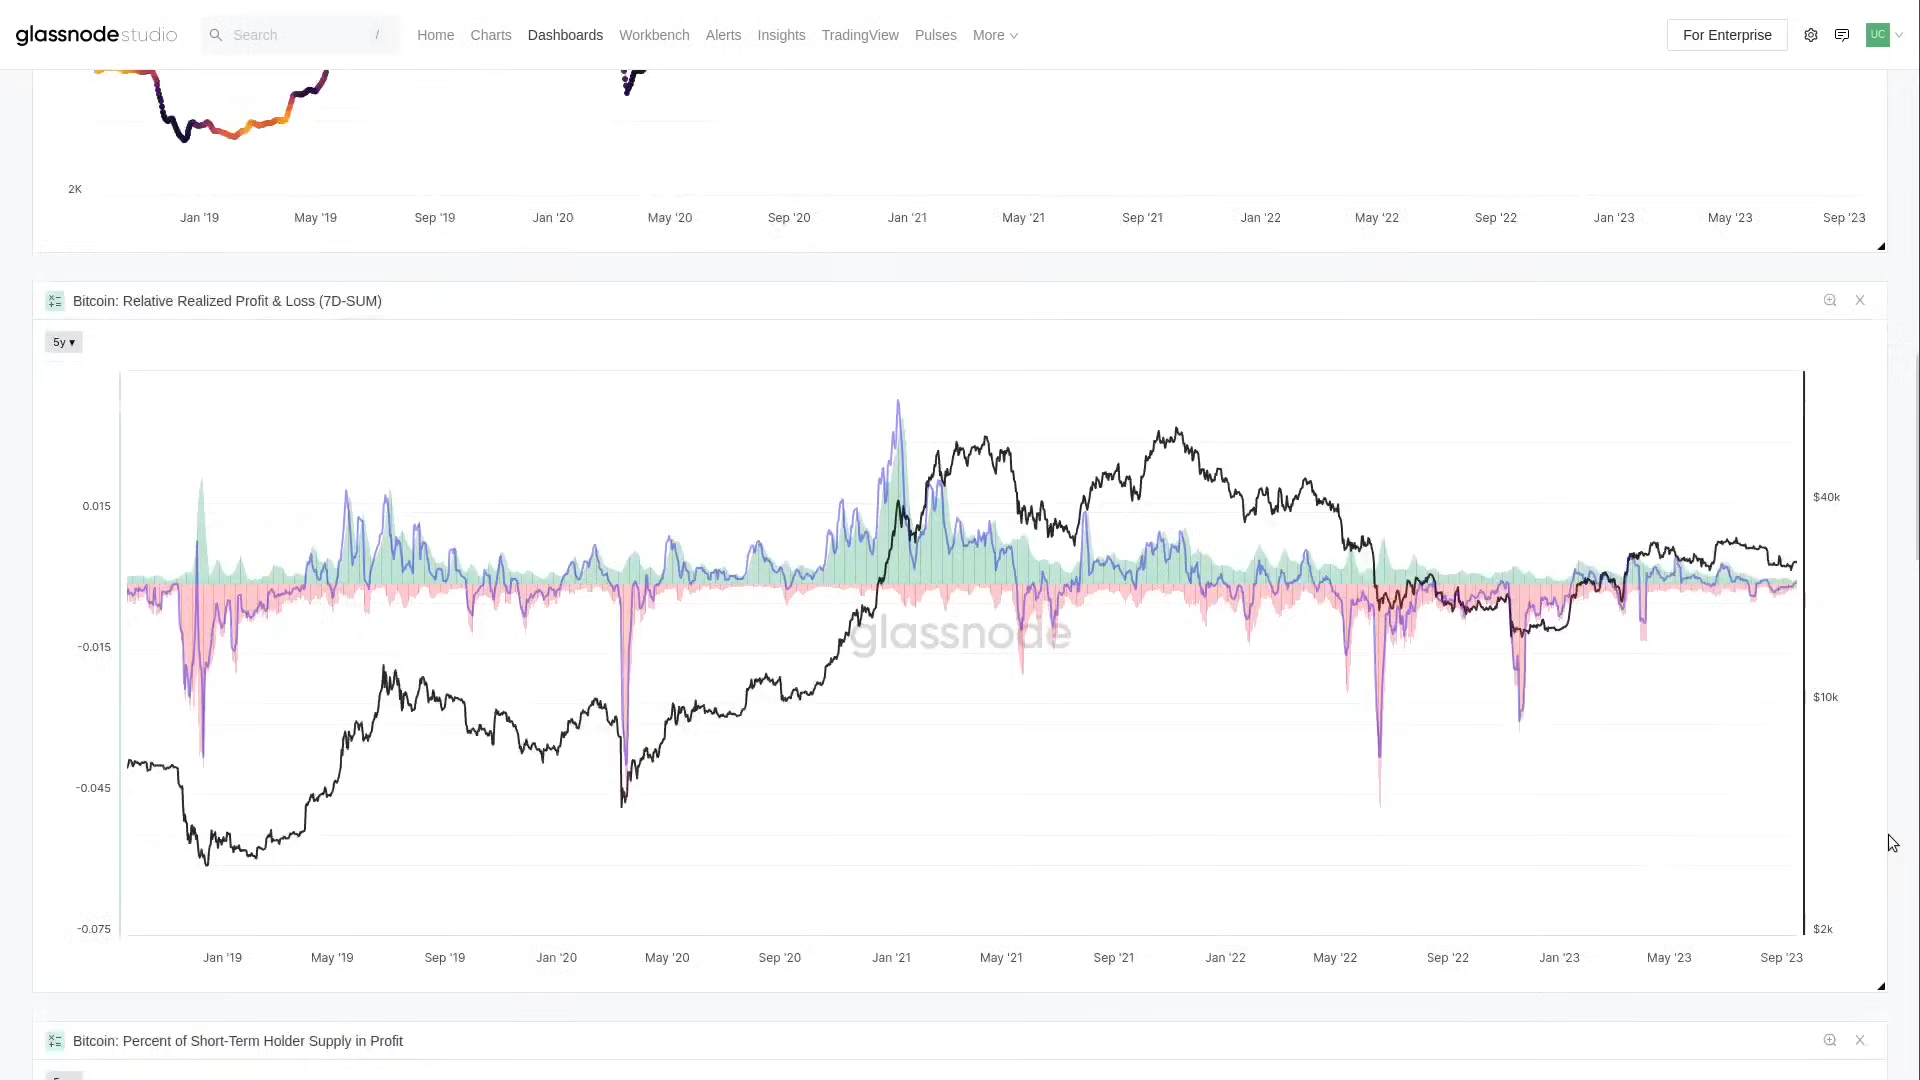 glassnodestudio Search / Home Charts Dashboards Workbench Alerts Insights TradingView Pulses More For Enterprise UC
2K
Jan '19 May '19 Sep '19 Jan '20 May '20 Sep '20 Jan '21 May '21 Sep '21 Jan '22 May '22 Sep '22 Jan '23 May '23 Sep '23
Bitcoin: Relative Realized Profit & Loss (7D-SUM)
5y ▾
0.015 $40k
glassnode
-0.015
$10k
-0.045
-0.075 $2k
Jan '19 May '19 Sep '19 Jan '20 May '20 Sep '20 Jan '21 May '21 Sep '21 Jan '22 May '22 Sep '22 Jan '23 May '23 Sep '23
Bitcoin: Percent of Short-Term Holder Supply in Profit